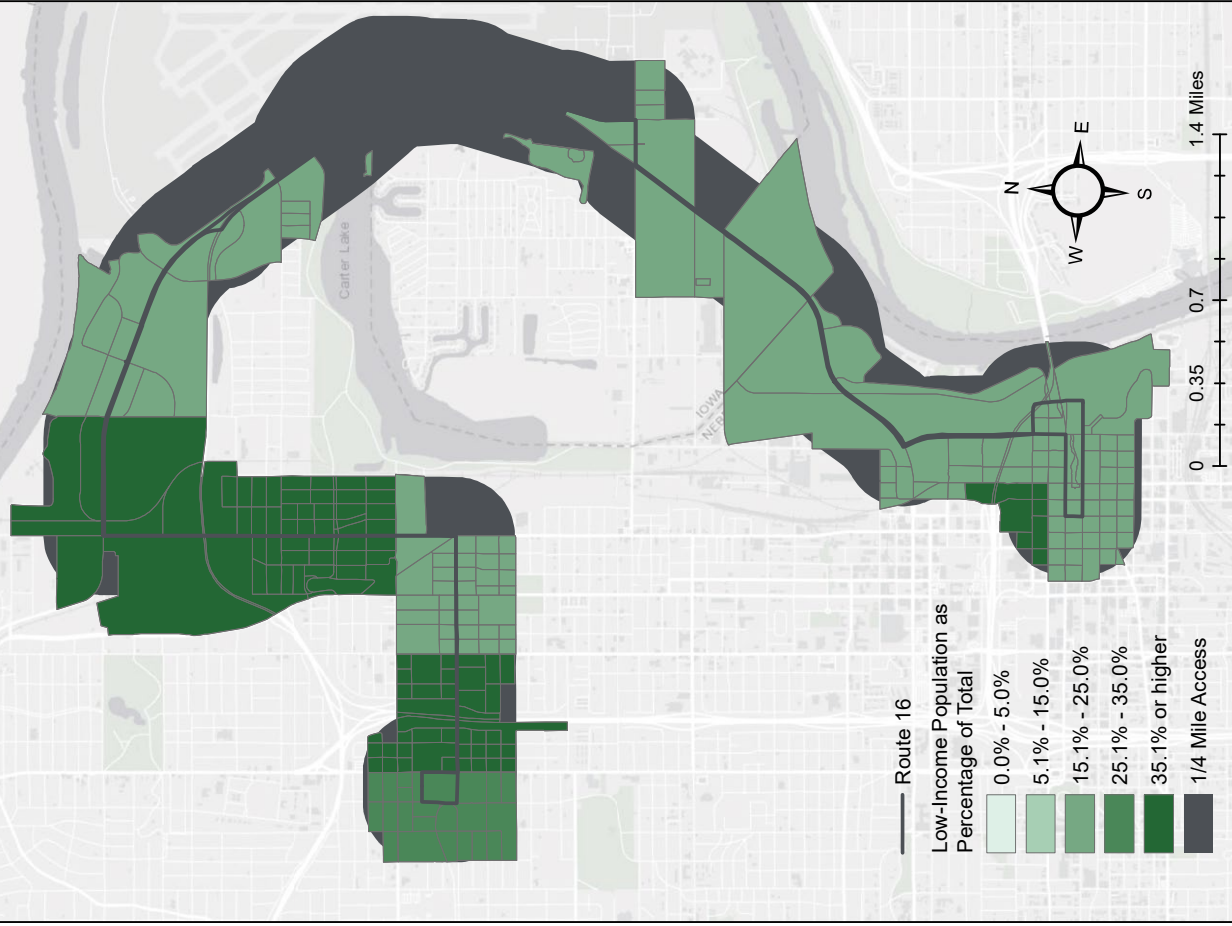 Carter Lake
IOWA
NEB
N
E
S
W
Route 16
Low-Income Population as
Percentage of Total
0.0% - 5.0%
5.1% - 15.0%
15.1% - 25.0%
25.1% - 35.0%
35.1% or higher
1/4 Mile Access
0 0.35 0.7 1.4 Miles